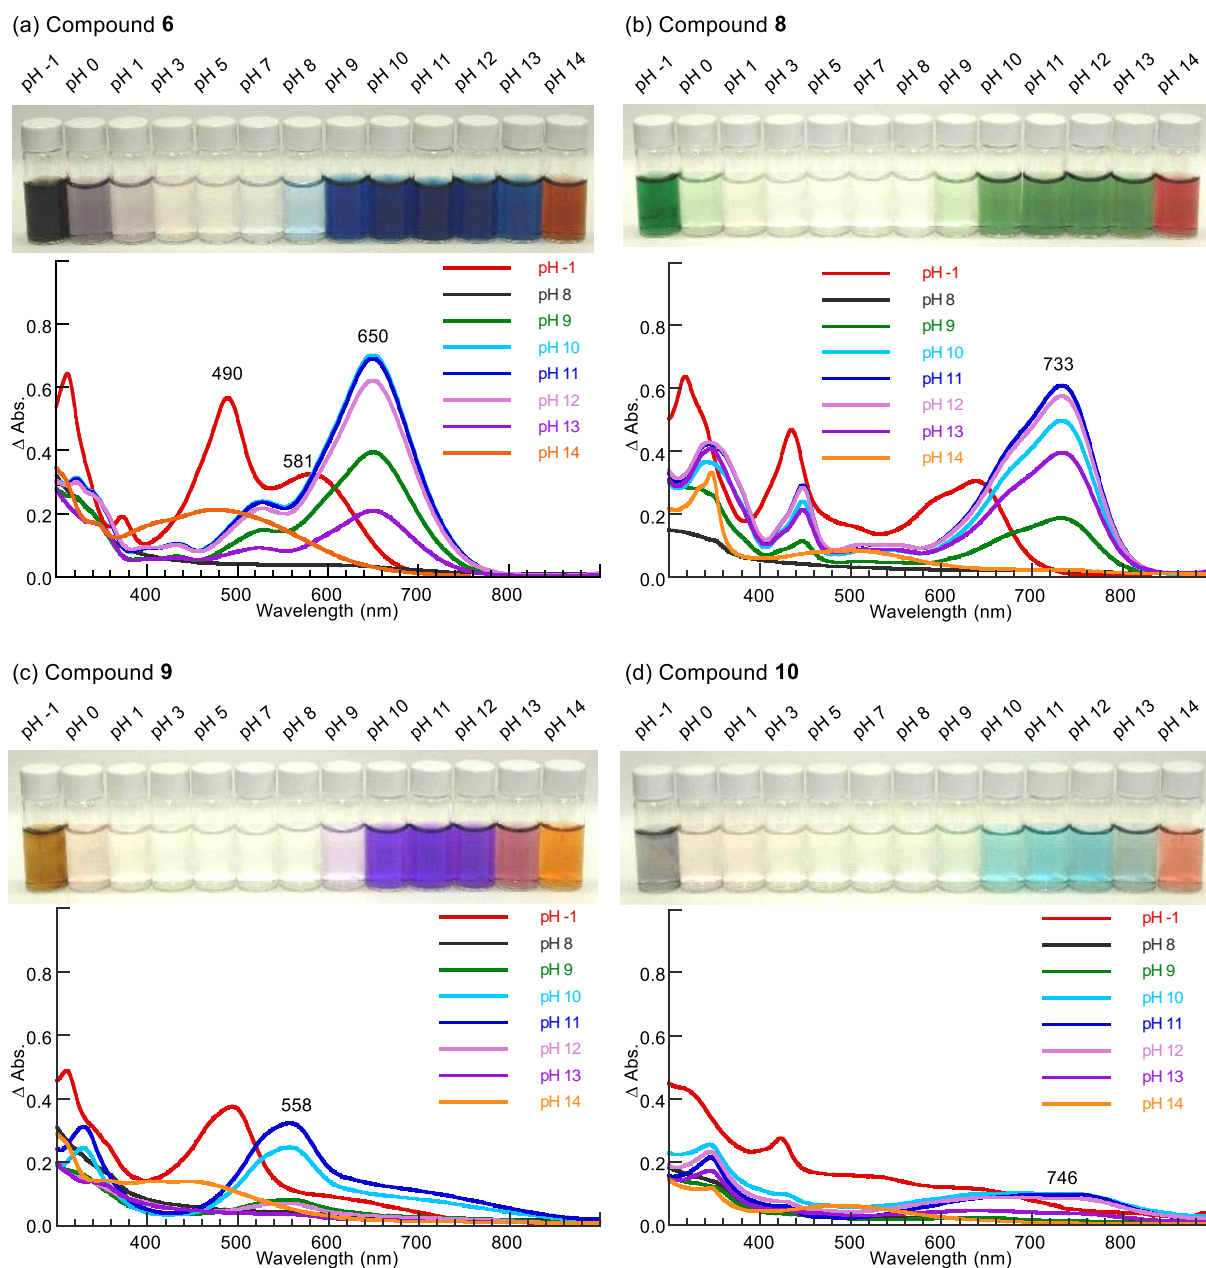 (a) Compound 6
pH -1 pH 0 pH 1 pH 3 pH 5 pH 7 pH 8 pH 9 pH 10 pH 11 pH 12 pH 13 pH 14
pH -1
pH 8
pH 9
pH 10
pH 11
pH 12
pH 13
pH 14
490
581
650
Δ Abs.
0.8
0.6
0.4
0.2
0.0
400 500 600 700 800
Wavelength (nm)
(b) Compound 8
pH -1 pH 0 pH 1 pH 3 pH 5 pH 7 pH 8 pH 9 pH 10 pH 11 pH 12 pH 13 pH 14
pH -1
pH 8
pH 9
pH 10
pH 11
pH 12
pH 13
pH 14
733
Δ Abs.
0.8
0.6
0.4
0.2
0.0
400 500 600 700 800
Wavelength (nm)
(c) Compound 9
pH -1 pH 0 pH 1 pH 3 pH 5 pH 7 pH 8 pH 9 pH 10 pH 11 pH 12 pH 13 pH 14
pH -1
pH 8
pH 9
pH 10
pH 11
pH 12
pH 13
pH 14
558
Δ Abs.
0.8
0.6
0.4
0.2
0.0
400 500 600 700 800
Wavelength (nm)
(d) Compound 10
pH -1 pH 0 pH 1 pH 3 pH 5 pH 7 pH 8 pH 9 pH 10 pH 11 pH 12 pH 13 pH 14
pH -1
pH 8
pH 9
pH 10
pH 11
pH 12
pH 13
pH 14
746
Δ Abs.
0.8
0.6
0.4
0.2
0.0
400 500 600 700 800
Wavelength (nm)